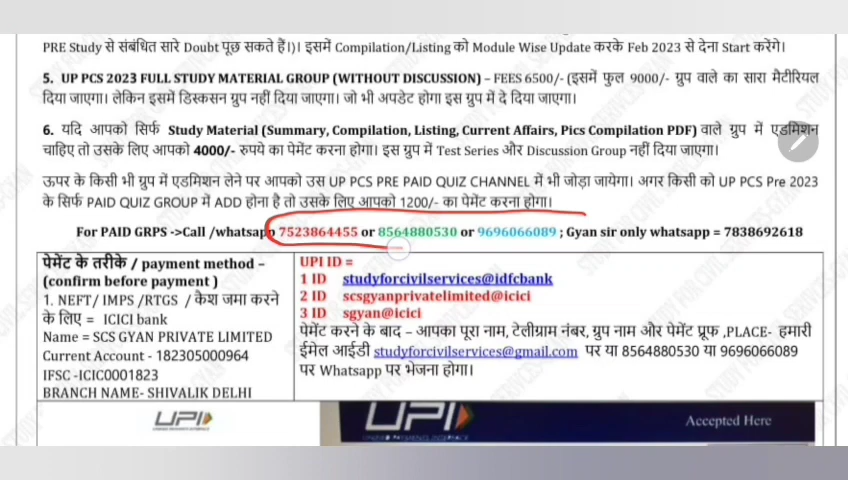 PRE Study से संबंधित सारे Doubt पूछ सकते हैं।)। इसमें Compilation/Listing को Module Wise Update करके Feb 2023 से देना Start करेंगे।
5. UP PCS 2023 FULL STUDY MATERIAL GROUP (WITHOUT DISCUSSION) – FEES 6500/- (इसमें फुल 9000/- ग्रुप वाले का सारा मैटीरियल
दिया जाएगा। लेकिन इसमें डिस्कसन ग्रुप नहीं दिया जाएगा। जो भी अपडेट होगा इस ग्रुप में दे दिया जाएगा।
6. यदि आपको सिर्फ Study Material (Summary, Compilation, Listing, Current Affairs, Pics Compilation PDF) वाले ग्रुप में एडमिशन
चाहिए तो उसके लिए आपको 4000/- रुपये का पेमेंट करना होगा। इस ग्रुप में Test Series और Discussion Group नहीं दिया जाएगा।
ऊपर के किसी भी ग्रुप में एडमिशन लेने पर आपको उस UP PCS PRE PAID QUIZ CHANNEL में भी जोड़ा जायेगा। अगर किसी को UP PCS Pre 2023
के सिर्फ PAID QUIZ GROUP में ADD होना है तो उसके लिए आपको 1200/- का पेमेंट करना होगा।
For PAID GRPS ->Call /whatsapp 7523864455 or 8564880530 or 9696066089 ; Gyan sir only whatsapp = 7838692618
पेमेंट के तरीके / payment method –
(confirm before payment )
1. NEFT/ IMPS /RTGS / कैश जमा करने
के लिए = ICICI bank
Name = SCS GYAN PRIVATE LIMITED
Current Account - 182305000964
IFSC -ICIC0001823
BRANCH NAME- SHIVALIK DELHI
UPI ID =
1 ID studyforcivilservices@idfcbank
2 ID scsgyanprivatelimited@icici
3 ID sgyan@icici
पेमेंट करने के बाद – आपका पूरा नाम, टेलीग्राम नंबर, ग्रुप नाम और पेमेंट प्रूफ ,PLACE- हमारी
ईमेल आईडी studyforcivilservices@gmail.com पर या 8564880530 या 9696066089
पर Whatsapp पर भेजना होगा।
UPI
UPI
Accepted Here